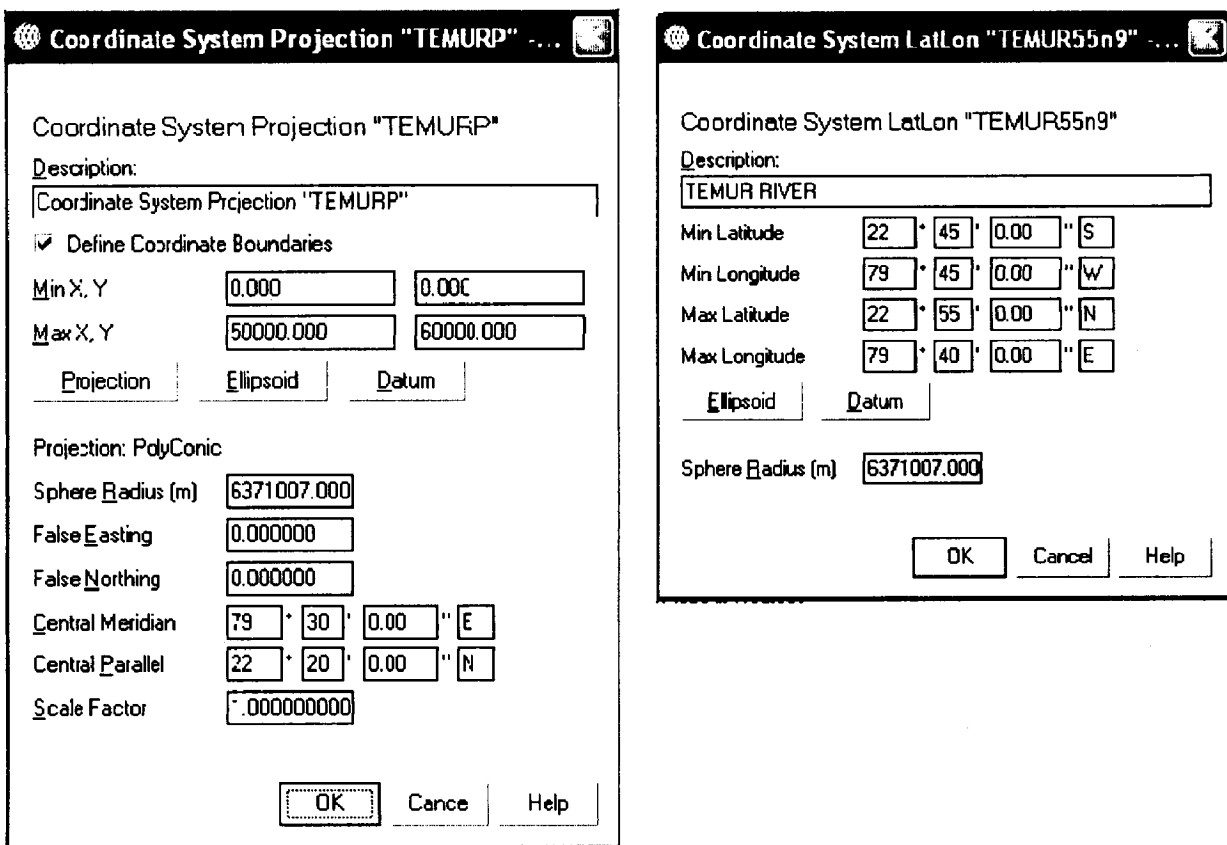 Coordinate System Projection "TEMURP" -...
Coordinate System Projection "TEMURP"
Description:
Coordinate System Projection "TEMURP"
Define Coordinate Boundaries
Min X, Y 0.000 0.000
Max X, Y 50000.000 60000.000
Projection Ellipsoid Datum
Projection: PolyConic
Sphere Radius (m) 6371007.000
False Easting 0.000000
False Northing 0.000000
Central Meridian 79 ° 30 ' 0.00 " E
Central Parallel 22 ° 20 ' 0.00 " N
Scale Factor .000000000
OK Cance Help
Coordinate System LatLon "TEMUR55n9" -...
Coordinate System LatLon "TEMUR55n9"
Description:
TEMUR RIVER
Min Latitude 22 ° 45 ' 0.00 " S
Min Longitude 79 ° 45 ' 0.00 " W
Max Latitude 22 ° 55 ' 0.00 " N
Max Longitude 79 ° 40 ' 0.00 " E
Ellipsoid Datum
Sphere Radius (m) 6371007.000
OK Cancel Help